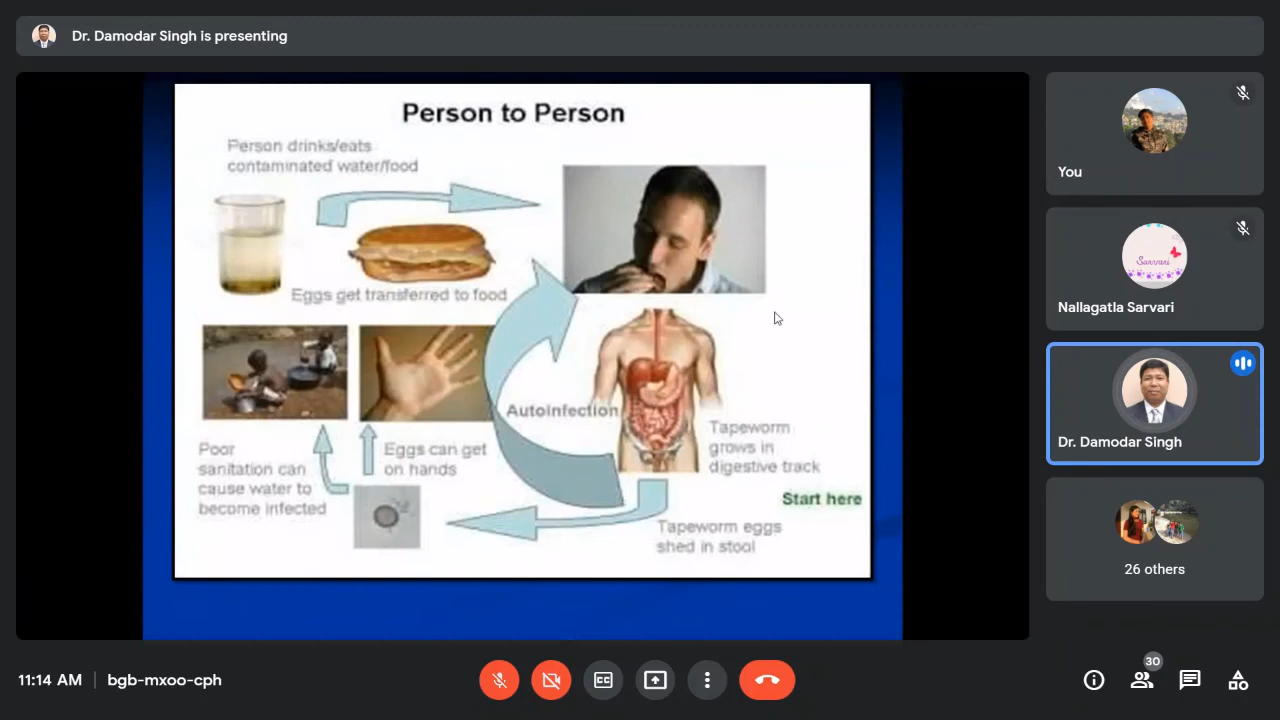 Dr. Damodar Singh is presenting
Person to Person
Person drinks/eats
contaminated water/food
Eggs get transferred to food
Autoinfection
Poor
sanitation can
cause water to
become infected
Eggs can get
on hands
Tapeworm
grows in
digestive track
Start here
Tapeworm eggs
shed in stool
You
Sarvari
Nallagatla Sarvari
Dr. Damodar Singh
26 others
11:14 AM | bgb-mxoo-cph
CC
30